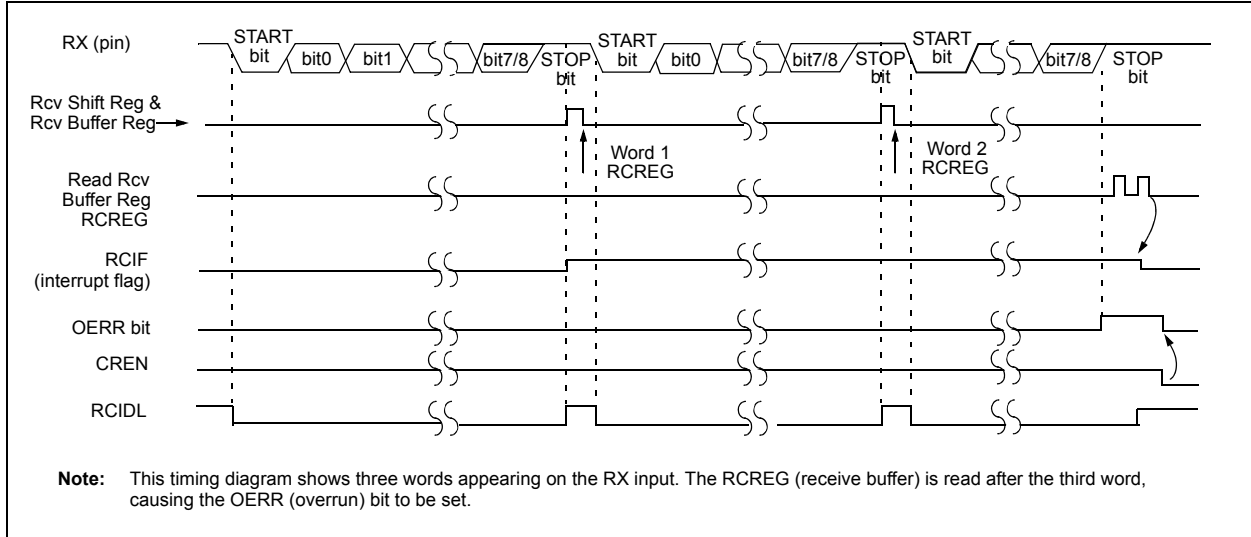 RX (pin)
START
bit
bit0
bit1
bit7/8
STOP
bit
START
bit
bit0
bit7/8
STOP
bit
START
bit
bit7/8
STOP
bit
Rcv Shift Reg &
Rcv Buffer Reg
Word 1
RCREG
Word 2
RCREG
Read Rcv
Buffer Reg
RCREG
RCIF
(interrupt flag)
OERR bit
CREN
RCIDL
Note: This timing diagram shows three words appearing on the RX input. The RCREG (receive buffer) is read after the third word,
causing the OERR (overrun) bit to be set.